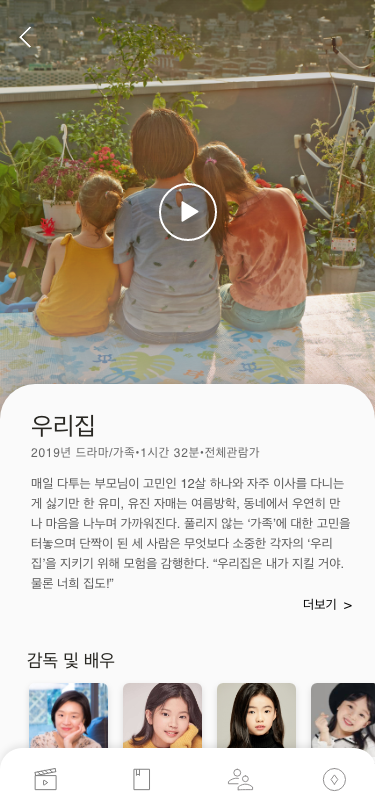 우리집
2019년 드라마/가족•1시간 32분•전체관람가
매일 다투는 부모님이 고민인 12살 하나와 자주 이사를 다니는
게 싫기만 한 유미, 유진 자매는 여름방학, 동네에서 우연히 만
나 마음을 나누며 가까워진다. 풀리지 않는 ‘가족’에 대한 고민을
터놓으며 단짝이 된 세 사람은 무엇보다 소중한 각자의 ‘우리
집’을 지키기 위해 모험을 감행한다. “우리집은 내가 지킬 거야.
물론 너희 집도!”
더보기 >
감독 및 배우